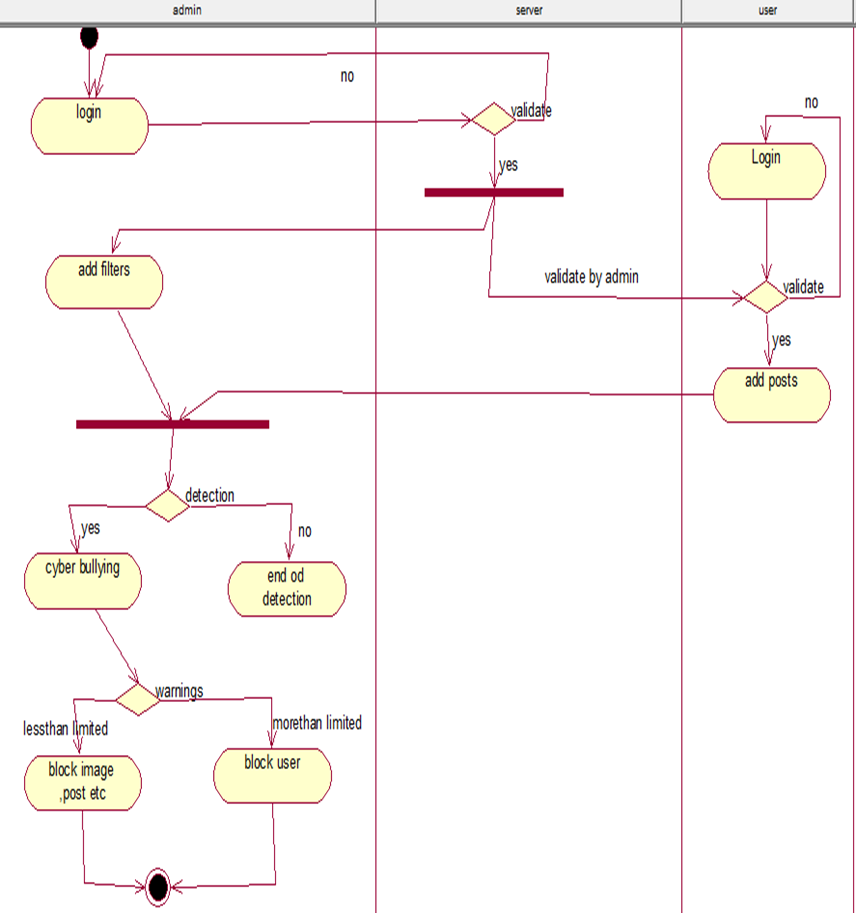 admin
server
user
no
login
validate
yes
no
Login
add filters
validate by admin
validate
yes
add posts
detection
yes
no
cyber bullying
end od
detection
warnings
lessthan limited
morethan limited
block image
,post etc
block user